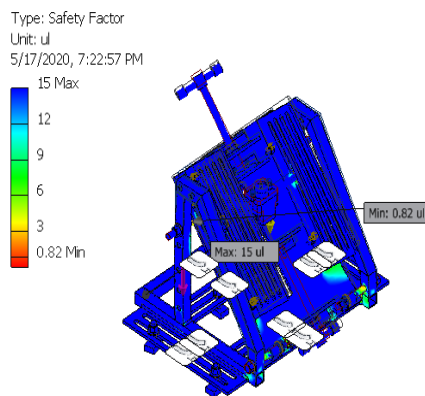 Type: Safety Factor
Unit: ul
5/17/2020, 7:22:57 PM
15 Max
12
9
6
3
0.82 Min
Min: 0.82 ul
Max: 15 ul